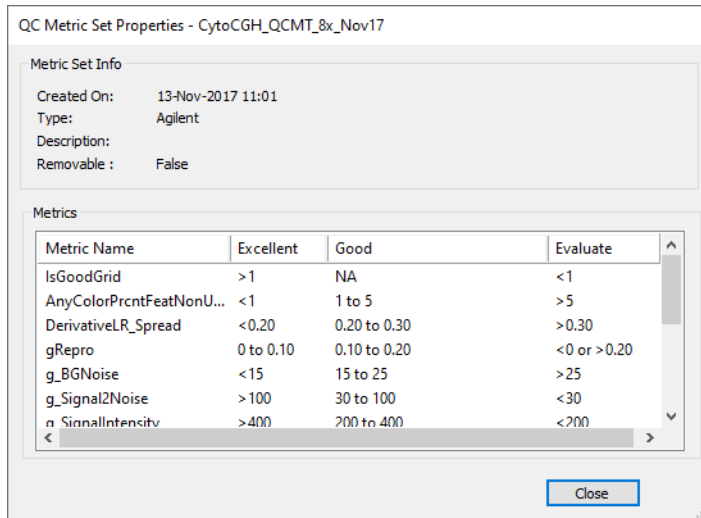 QC Metric Set Properties - CytoCGH_QCMT_8x_Nov17
Metric Set Info
Created On: 13-Nov-2017 11:01
Type: Agilent
Description:
Removable : False
Metrics
Metric Name Excellent Good Evaluate
IsGoodGrid >1 NA <1
AnyColorPrcntFeatNonU... <1 1 to 5 >5
DerivativeLR_Spread <0.20 0.20 to 0.30 >0.30
gRepro 0 to 0.10 0.10 to 0.20 <0 or >0.20
g_BGNoise <15 15 to 25 >25
g_Signal2Noise >100 30 to 100 <30
g_SignalIntensity >400 200 to 400 <200
Close